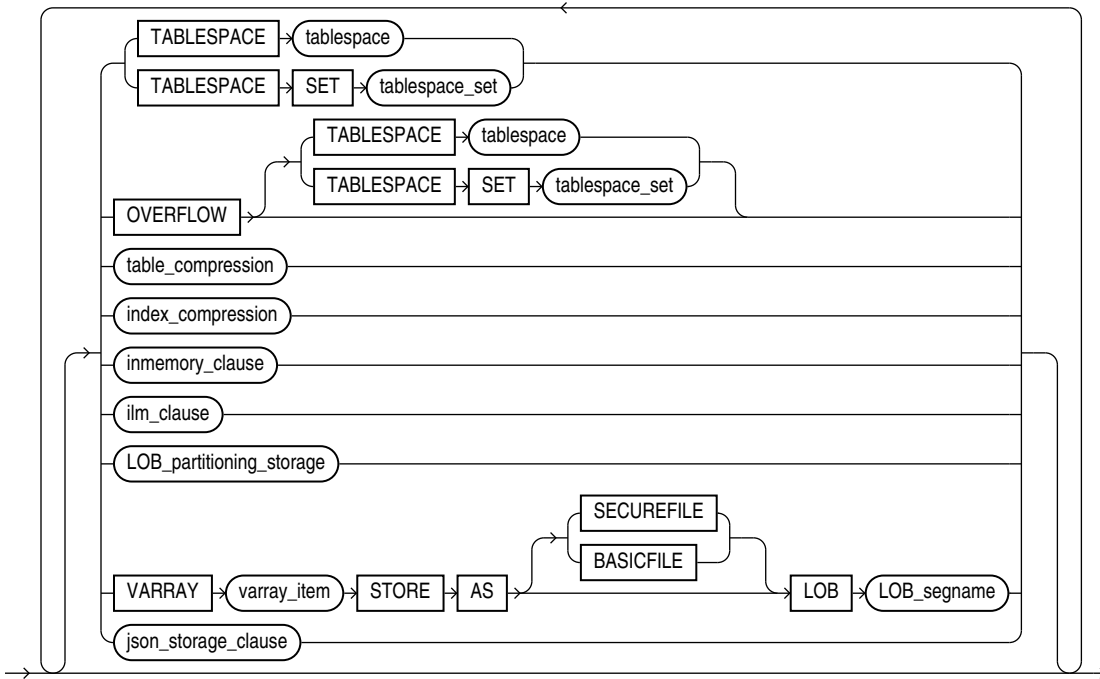 TABLESPACE tablespace
TABLESPACE SET tablespace_set
TABLESPACE tablespace
TABLESPACE SET tablespace_set
OVERFLOW
table_compression
index_compression
inmemory_clause
ilm_clause
LOB_partitioning_storage
SECUREFILE
BASICFILE
VARRAY varray_item STORE AS LOB LOB_segname
json_storage_clause